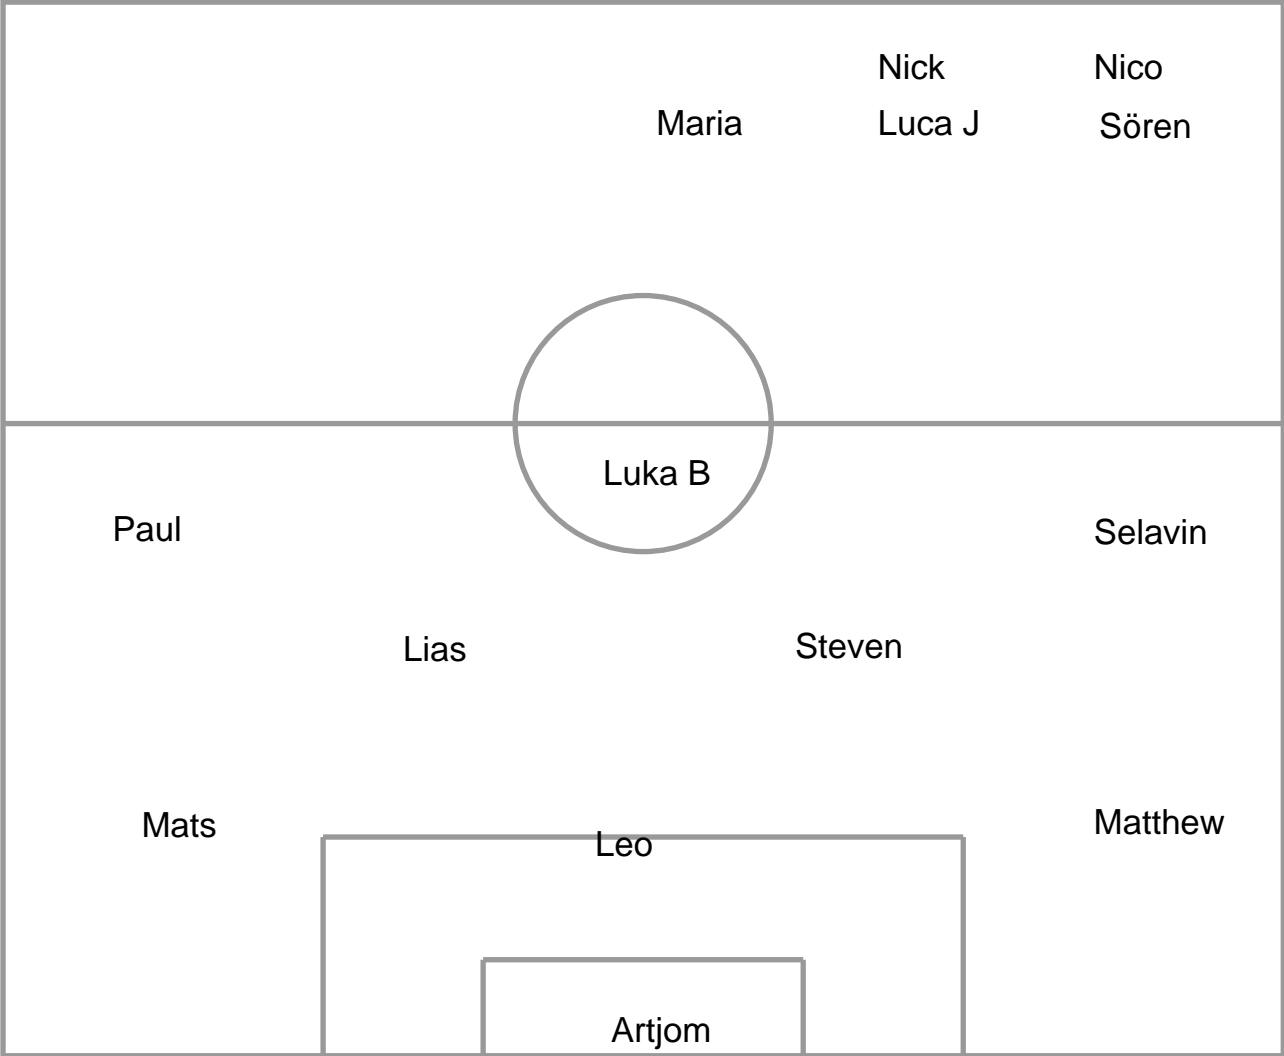 Nick Nico
Maria Luca J Sören
Luka B
Paul Selavin
Lias Steven
Mats Leo Matthew
Artjom